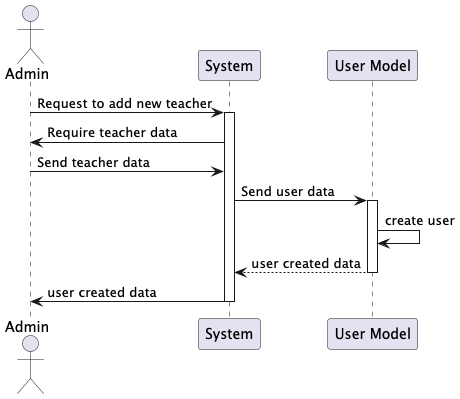 Admin
System
User Model
Request to add new teacher
Require teacher data
Send teacher data
Send user data
create user
user created data
user created data
Admin
System
User Model